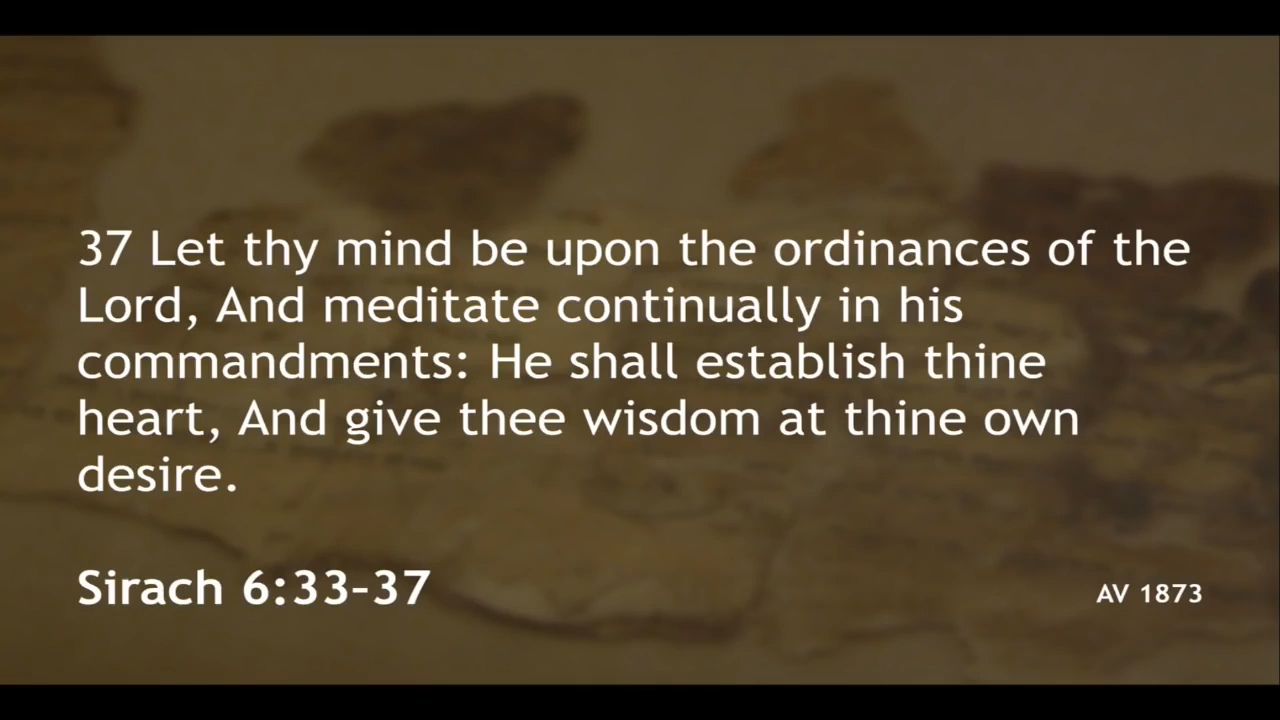 37 Let thy mind be upon the ordinances of the
Lord, And meditate continually in his
commandments: He shall establish thine
heart, And give thee wisdom at thine own
desire.
Sirach 6:33-37
AV 1873